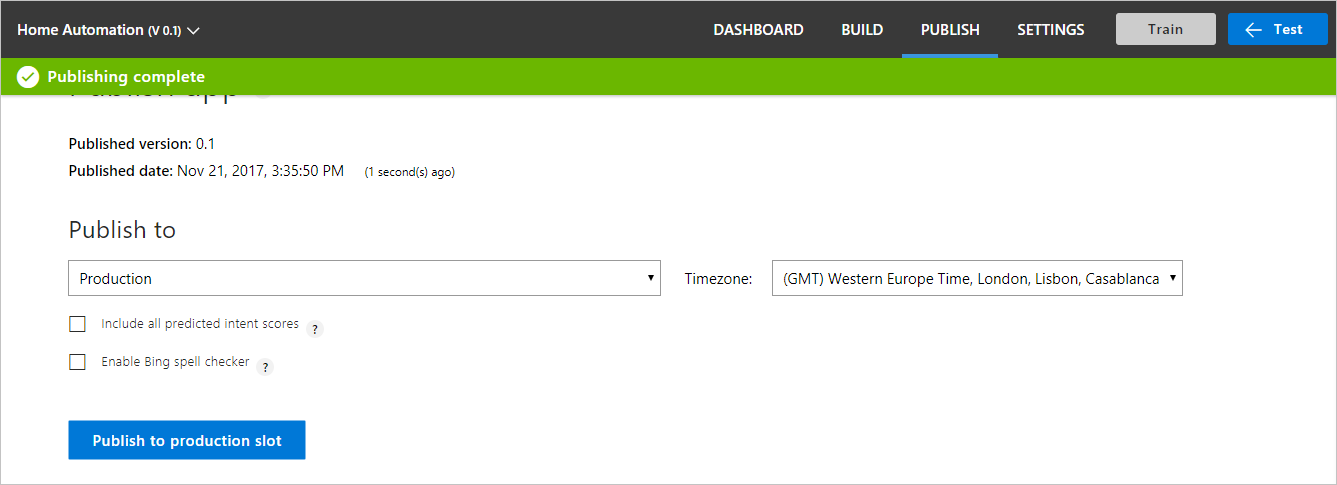 Home Automation (V 0.1) DASHBOARD BUILD PUBLISH SETTINGS Train Test
Publishing complete
Published version: 0.1
Published date: Nov 21, 2017, 3:35:50 PM (1 second(s) ago)
Publish to
Production Timezone: (GMT) Western Europe Time, London, Lisbon, Casablanca
Include all predicted intent scores ?
Enable Bing spell checker ?
Publish to production slot